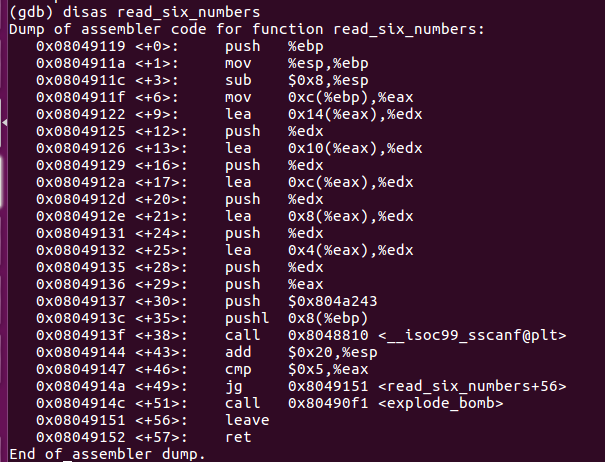 (gdb) disas read_six_numbers
Dump of assembler code for function read_six_numbers:
   0x08049119 <+0>:     push   %ebp
   0x0804911a <+1>:     mov    %esp,%ebp
   0x0804911c <+3>:     sub    $0x8,%esp
   0x0804911f <+6>:     mov    0xc(%ebp),%eax
   0x08049122 <+9>:     lea    0x14(%eax),%edx
   0x08049125 <+12>:    push   %edx
   0x08049126 <+13>:    lea    0x10(%eax),%edx
   0x08049129 <+16>:    push   %edx
   0x0804912a <+17>:    lea    0xc(%eax),%edx
   0x0804912d <+20>:    push   %edx
   0x0804912e <+21>:    lea    0x8(%eax),%edx
   0x08049131 <+24>:    push   %edx
   0x08049132 <+25>:    lea    0x4(%eax),%edx
   0x08049135 <+28>:    push   %edx
   0x08049136 <+29>:    push   %eax
   0x08049137 <+30>:    push   $0x804a243
   0x0804913c <+35>:    pushl  0x8(%ebp)
   0x0804913f <+38>:    call   0x8048810 <__isoc99_sscanf@plt>
   0x08049144 <+43>:    add    $0x20,%esp
   0x08049147 <+46>:    cmp    $0x5,%eax
   0x0804914a <+49>:    jg     0x8049151 <read_six_numbers+56>
   0x0804914c <+51>:    call   0x80490f1 <explode_bomb>
   0x08049151 <+56>:    leave
   0x08049152 <+57>:    ret
End of assembler dump.